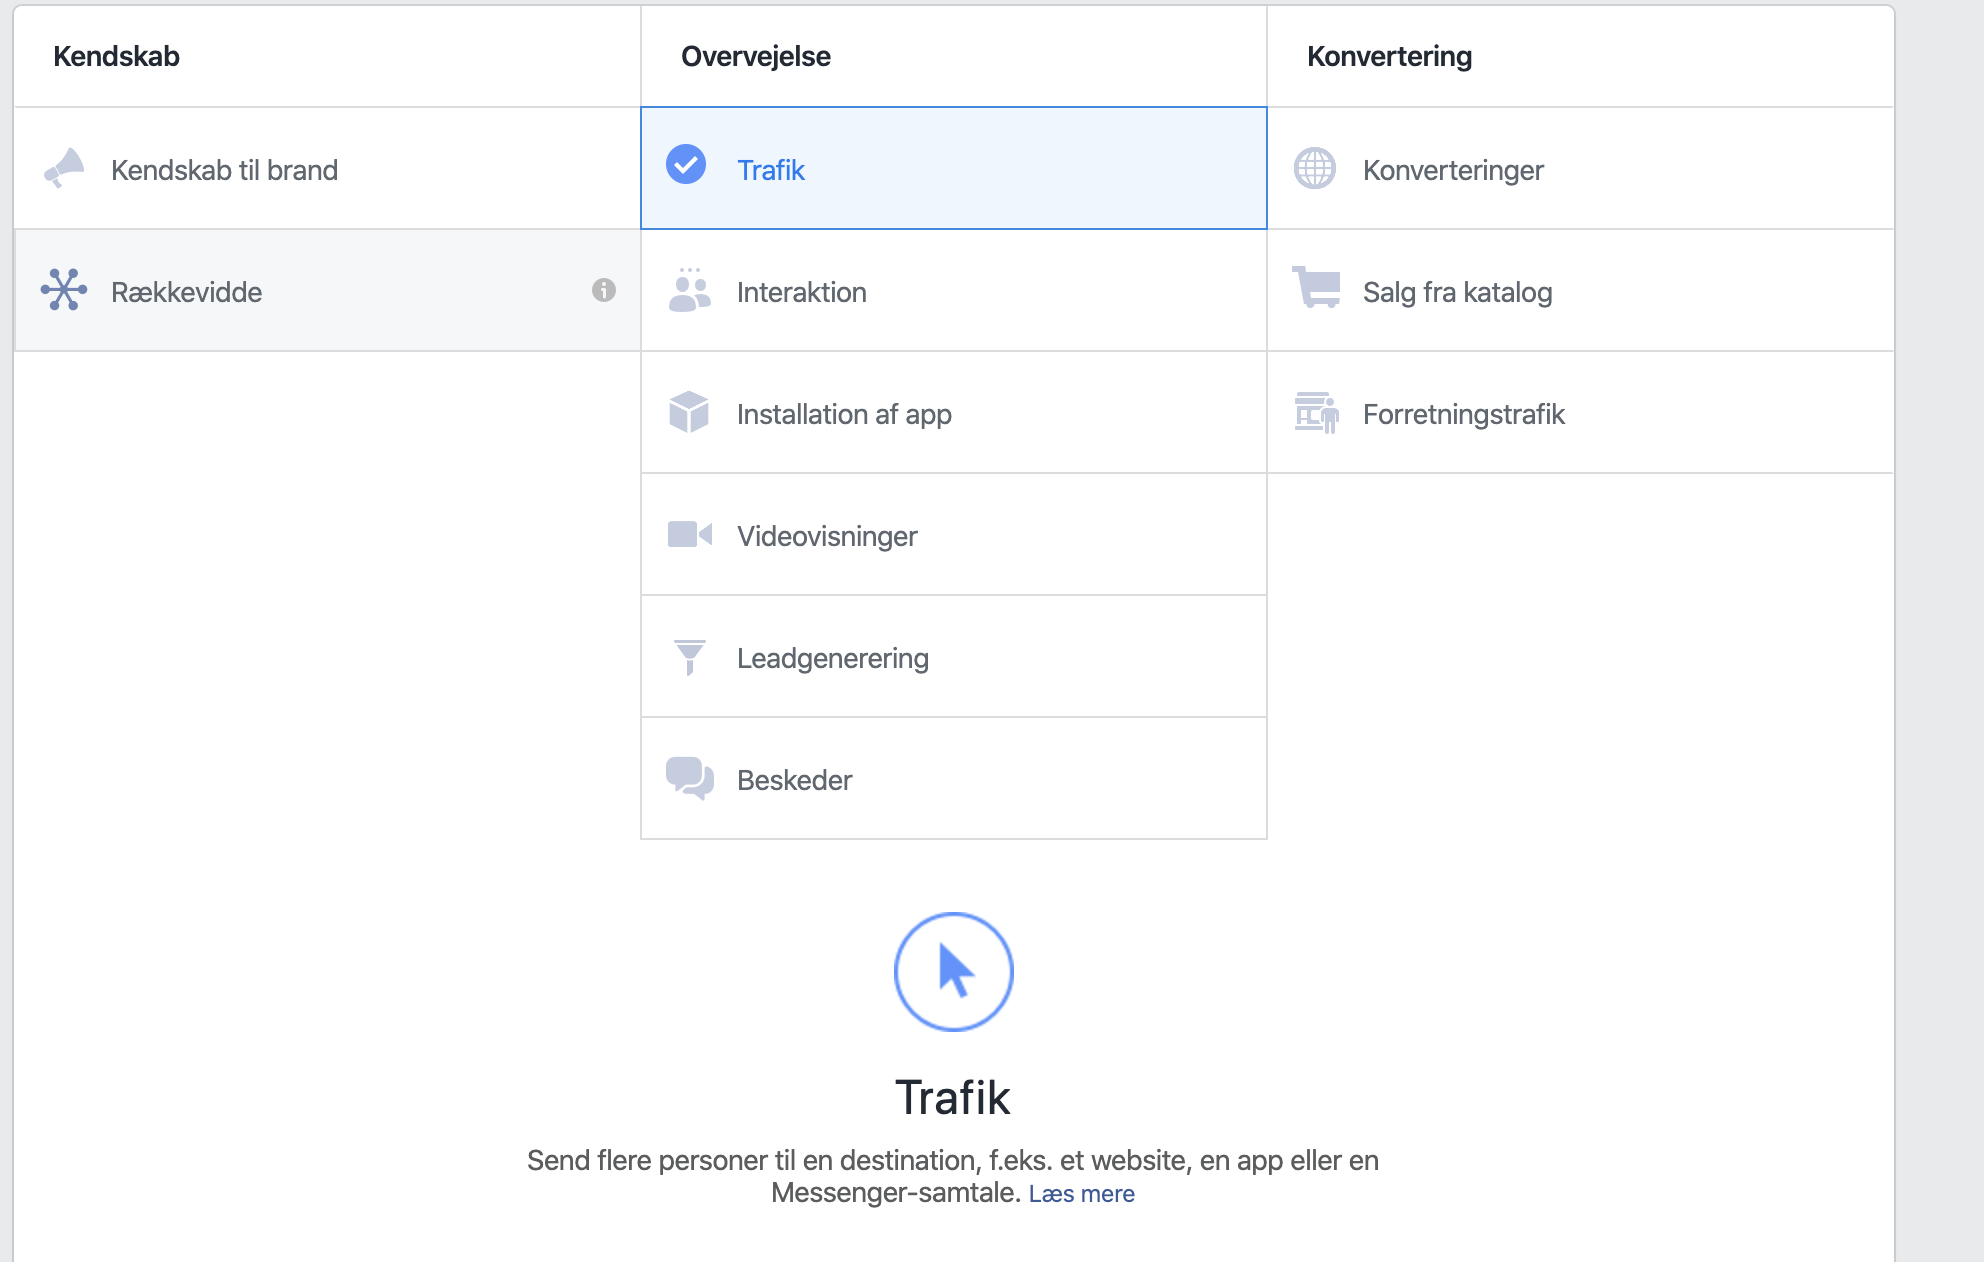 Kendskab
Overvejelse
Konvertering
Kendskab til brand
Trafik
Konverteringer
Rækkevidde
Interaktion
Salg fra katalog
Installation af app
Forretningstrafik
Videovisninger
Leadgenerering
Beskeder
Trafik
Send flere personer til en destination, f.eks. et website, en app eller en
Messenger-samtale. Læs mere